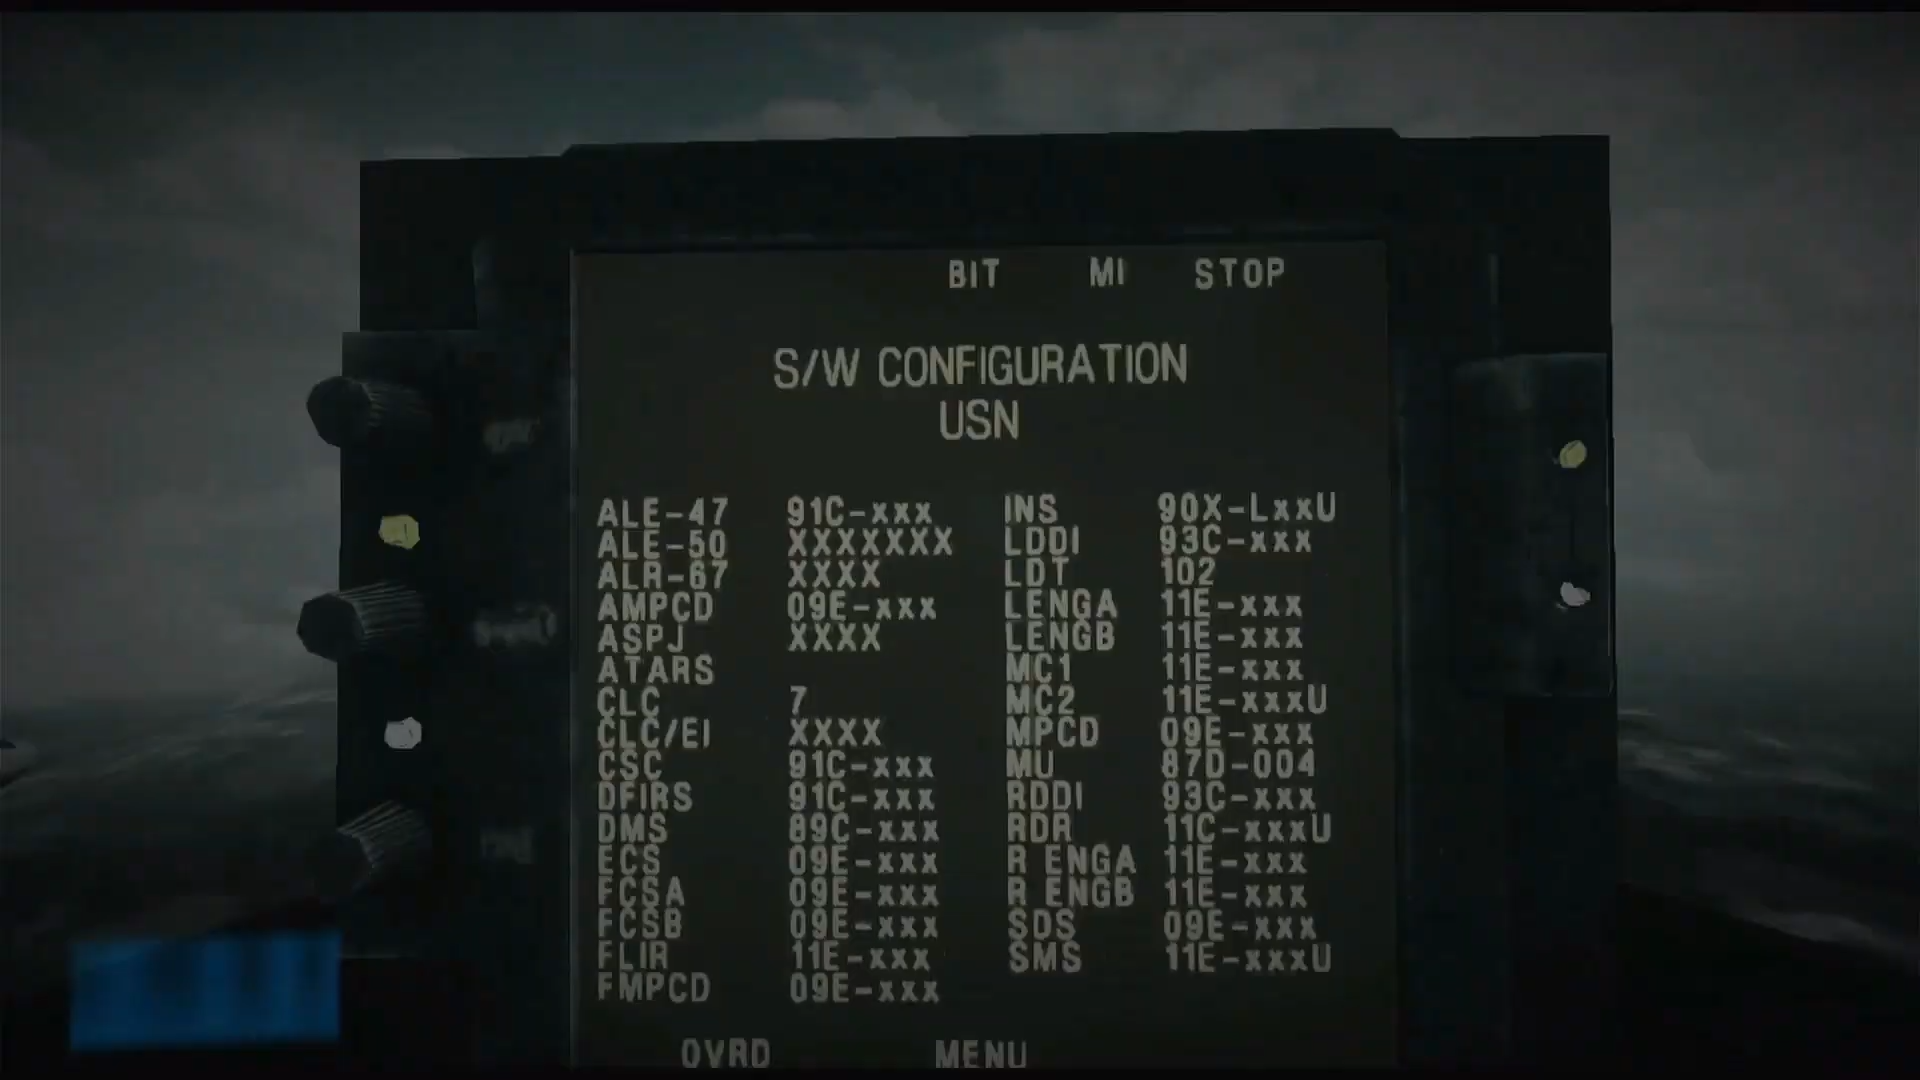 BIT MI STOP
S/W CONFIGURATION
USN
ALE-47 91C-xxx INS 90X-LxxU
ALE-50 XXXXXXX LDDI 93C-xxx
ALR-67 XXXX LDT 102
AMPCD 09E-xxx LENGA 11E-xxx
ASPJ XXXX LENGB 11E-xxx
ATARS MC1 11E-xxx
CLC 7 MC2 11E-xxxU
CLC/EI XXXX MPCD 09E-xxx
CSC 91C-xxx MU 87D-004
DFIRS 91C-xxx RDDI 93C-xxx
DMS 89C-xxx RDR 11C-xxxU
ECS 09E-xxx R ENGA 11E-xxx
FCSA 09E-xxx R ENGB 11E-xxx
FCSB 09E-xxx SDS 09E-xxx
FLIR 11E-xxx SMS 11E-xxxU
FMPCD 09E-xxx
OVRD MENU